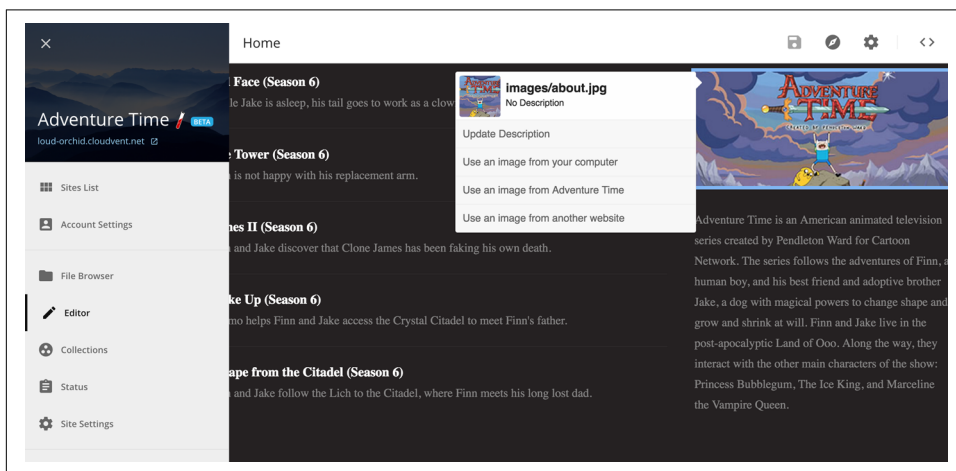 Home
Adventure Time
BETA
loud-orchid.cloudvent.net
Sites List
Account Settings
File Browser
Editor
Collections
Status
Site Settings
Face (Season 6)
le Jake is asleep, his tail goes to work as a clow
Tower (Season 6)
is not happy with his replacement arm.
nes II (Season 6)
and Jake discover that Clone James has been faking his own death.
ke Up (Season 6)
mo helps Finn and Jake access the Crystal Citadel to meet Finn's father.
ape from the Citadel (Season 6)
and Jake follow the Lich to the Citadel, where Finn meets his long lost dad.
images/about.jpg
No Description
Update Description
Use an image from your computer
Use an image from Adventure Time
Use an image from another website
ADVENTURE
TIME
CREATED BY PENDLETON WARD
Adventure Time is an American animated television
series created by Pendleton Ward for Cartoon
Network. The series follows the adventures of Finn, a
human boy, and his best friend and adoptive brother
Jake, a dog with magical powers to change shape and
grow and shrink at will. Finn and Jake live in the
post-apocalyptic Land of Ooo. Along the way, they
interact with the other main characters of the show:
Princess Bubblegum, The Ice King, and Marceline
the Vampire Queen.